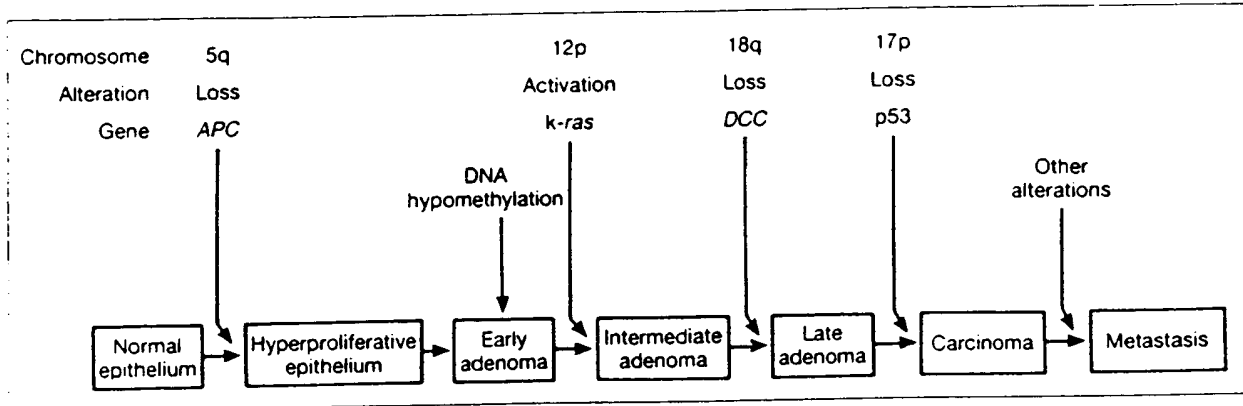 Chromosome 5q 12p 18q 17p
Alteration Loss Activation Loss Loss
Gene APC k-ras DCC p53
DNA
hypomethylation
Other
alterations
Normal
epithelium
Hyperproliferative
epithelium
Early
adenoma
Intermediate
adenoma
Late
adenoma
Carcinoma
Metastasis